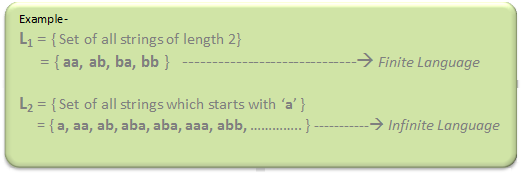 Example-
L₁ = { Set of all strings of length 2}
= { aa, ab, ba, bb } -----------------------------→ Finite Language
L₂ = { Set of all strings which starts with ‘a’ }
= { a, aa, ab, aba, aba, aaa, abb, .............. } -----------→ Infinite Language